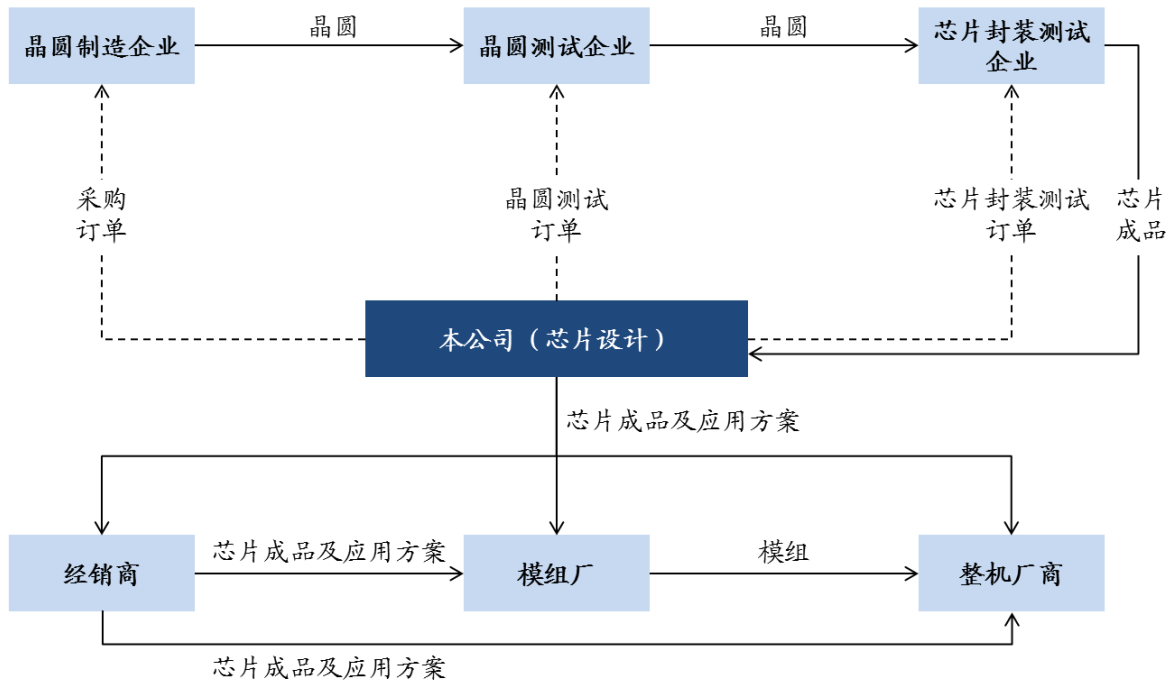 晶圆
晶圆
晶圆制造企业
晶圆测试企业
芯片封装测试
企业
采购
订单
晶圆测试
订单
芯片封装测试
订单
芯片
成品
本公司（芯片设计）
芯片成品及应用方案
经销商
芯片成品及应用方案
模组厂
模组
整机厂商
芯片成品及应用方案